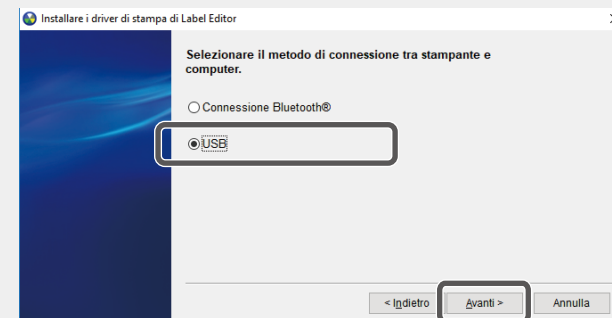 Installare i driver di stampa di Label Editor
Selezionare il metodo di connessione tra stampante e
computer.
Connessione Bluetooth®
USB
< Indietro
Avanti >
Annulla